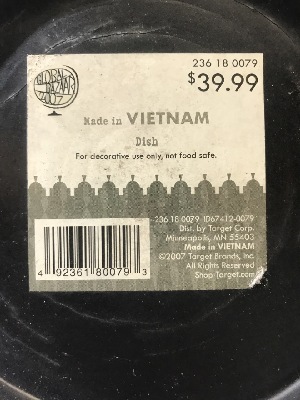 236 18 0079
$39.99
GLOBAL
BAZAAR
2007
Made in VIETNAM
Dish
For decorative use only, not food safe.
236 18 0079 ID67412-0079
Dist. by Target Corp.
Minneapolis, MN 55403
Made in VIETNAM
©2007 Target Brands, Inc.
All Rights Reserved
Shop Target.com
4 92361 80079 3